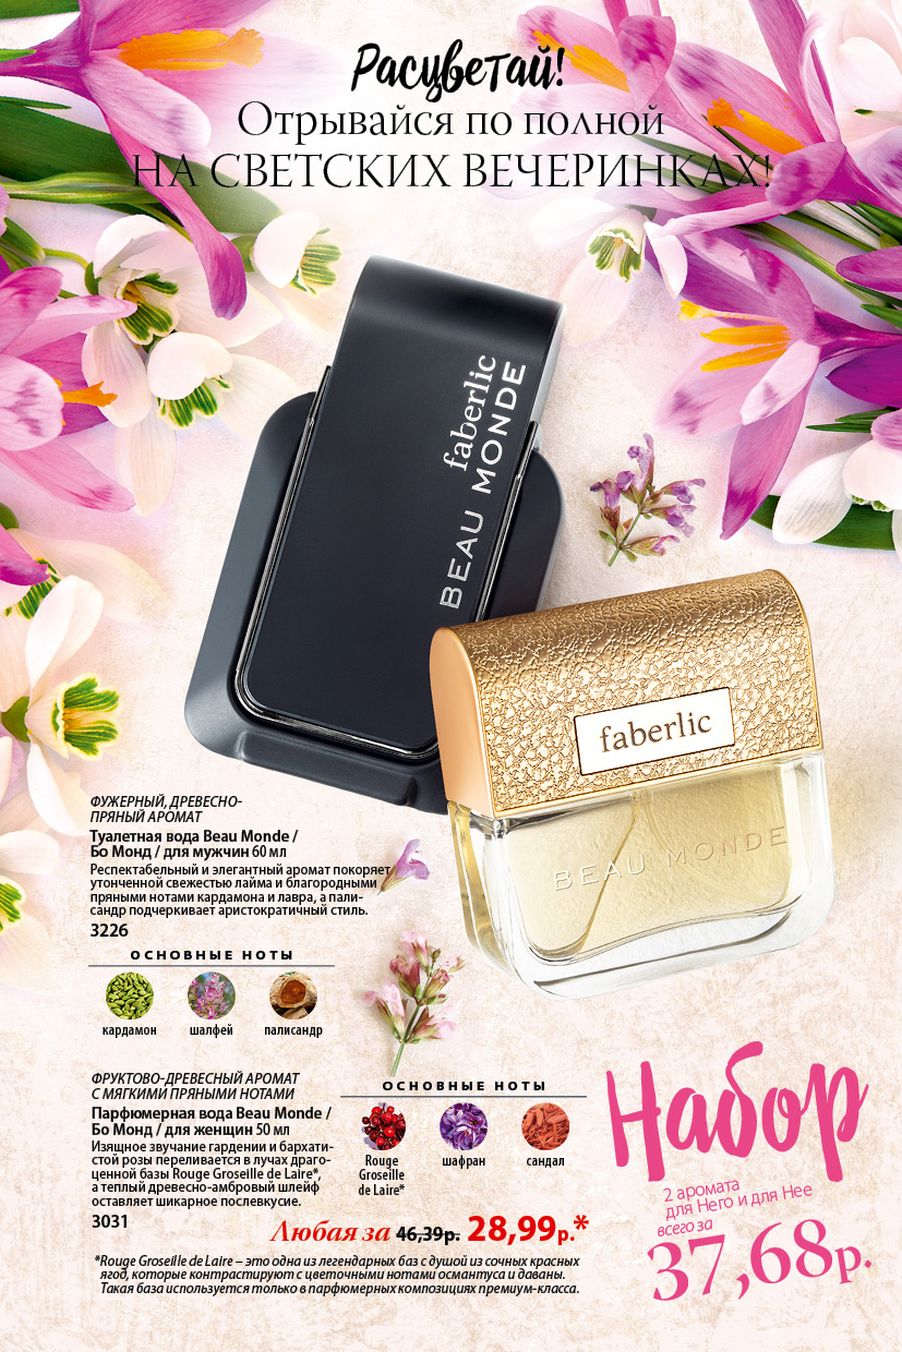 Расцветай!
Отрывайся по полной
НА СВЕТСКИХ ВЕЧЕРИНКАХ!
faberlic
BEAU MONDE
faberlic
BEAU MONDE
ФУЖЕРНЫЙ, ДРЕВЕСНО-
ПРЯНЫЙ АРОМАТ
Туалетная вода Beau Monde /
Бо Монд / для мужчин 60 мл
Респектабельный и элегантный аромат покоряет
утонченной свежестью лайма и благородными
пряными нотами кардамона и лавра, а пали-
сандр подчеркивает аристократичный стиль.
3226
ОСНОВНЫЕ НОТЫ
кардамон шалфей палисандр
ФРУКТОВО-ДРЕВЕСНЫЙ АРОМАТ
С МЯГКИМИ ПРЯНЫМИ НОТАМИ
Парфюмерная вода Beau Monde /
Бо Монд / для женщин 50 мл
Изящное звучание гардении и бархати-
стой розы переливается в лучах драго-
ценной базы Rouge Groseille de Laire*,
а теплый древесно-амбровый шлейф
оставляет шикарное послевкусие.
3031
ОСНОВНЫЕ НОТЫ
Rouge
Groseille
de Laire*
шафран
сандал
Любая за 46,39р. 28,99р.*
*Rouge Groseille de Laire – это одна из легендарных баз с душой из сочных красных
ягод, которые контрастируют с цветочными нотами османтуса и даваны.
Такая база используется только в парфюмерных композициях премиум-класса.
Набор
2 аромата
для Него и для Нее
всего за
37,68р.